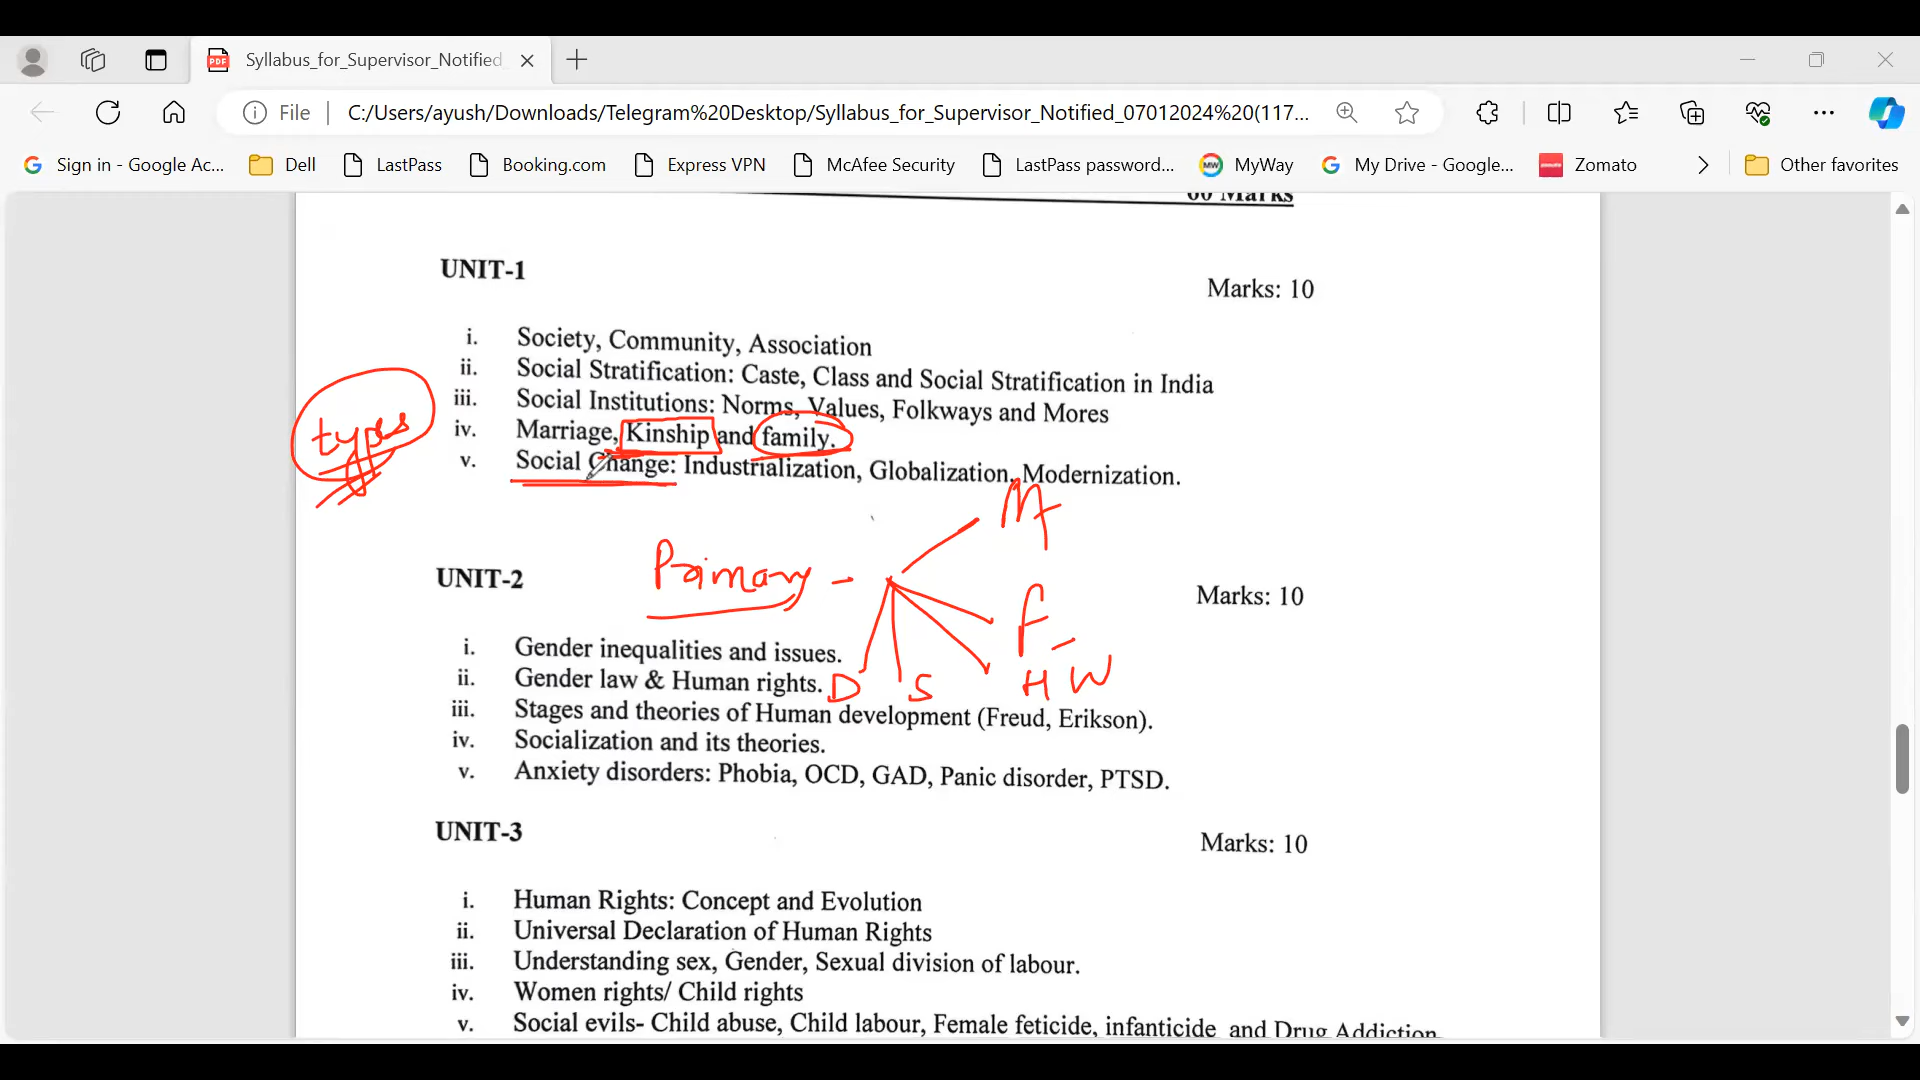 Syllabus_for_Supervisor_Notified
File
C:/Users/ayush/Downloads/Telegram%20Desktop/Syllabus_for_Supervisor_Notified_07012024%20(117...
Sign in - Google Ac...
Dell
LastPass
Booking.com
Express VPN
McAfee Security
LastPass password...
MyWay
My Drive - Google...
Zomato
Other favorites
60 Marks
UNIT-1
Marks: 10
i. Society, Community, Association
ii. Social Stratification: Caste, Class and Social Stratification in India
iii. Social Institutions: Norms, Values, Folkways and Mores
types
iv. Marriage, Kinship and family.
v. Social Change: Industrialization, Globalization, Modernization.
M
Primary -
UNIT-2
Marks: 10
F
i. Gender inequalities and issues.
ii. Gender law & Human rights.
D S H W
iii. Stages and theories of Human development (Freud, Erikson).
iv. Socialization and its theories.
v. Anxiety disorders: Phobia, OCD, GAD, Panic disorder, PTSD.
UNIT-3
Marks: 10
i. Human Rights: Concept and Evolution
ii. Universal Declaration of Human Rights
iii. Understanding sex, Gender, Sexual division of labour.
iv. Women rights/ Child rights
v. Social evils- Child abuse, Child labour, Female feticide, infanticide and Drug Addiction